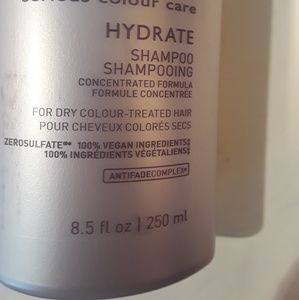 serious colour care
HYDRATE
SHAMPOO
SHAMPOOING
CONCENTRATED FORMULA
FORMULE CONCENTRÉE
FOR DRY COLOUR-TREATED HAIR
POUR CHEVEUX COLORÉS SECS
ZEROSULFATE®* 100% VEGAN INGREDIENTS‡
100% INGRÉDIENTS VÉGÉTALIENS‡
ANTIFADECOMPLEX®
8.5 fl oz | 250 ml